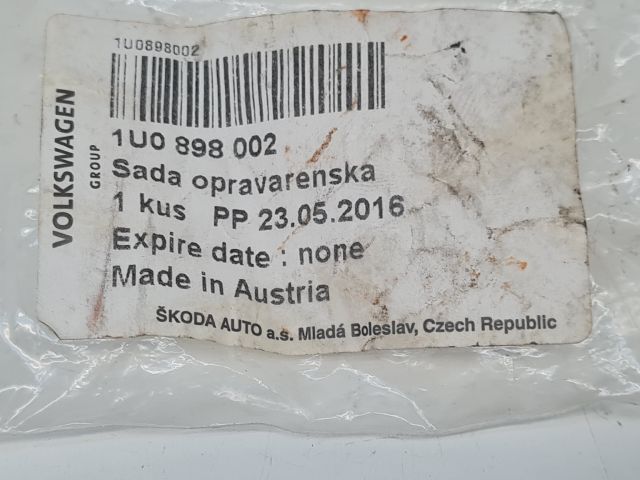 VOLKSWAGEN
GROUP
1U0898002
1U0 898 002
Sada opravarenska
1 kus PP 23.05.2016
Expire date : none
Made in Austria
ŠKODA AUTO a.s. Mladá Boleslav, Czech Republic